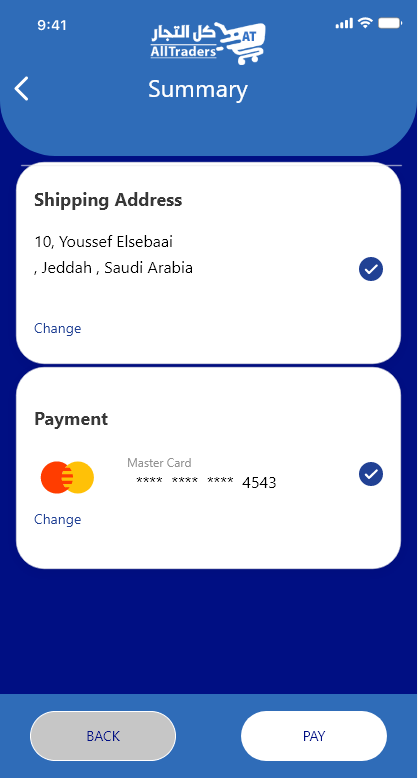 9:41
كل التجار
AT
AllTraders
Summary
Shipping Address
10, Youssef Elsebaai
, Jeddah , Saudi Arabia
Change
Payment
Master Card
**** **** **** 4543
Change
BACK
PAY